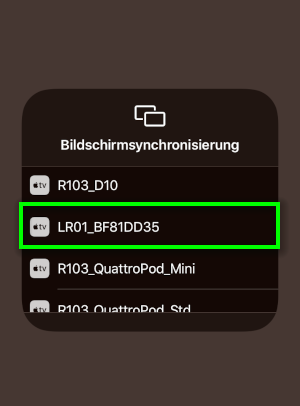 Bildschirmsynchronisierung
tv R103_D10
tv LR01_BF81DD35
tv R103_QuattroPod_Mini
tv R103_QuattroPod_Std